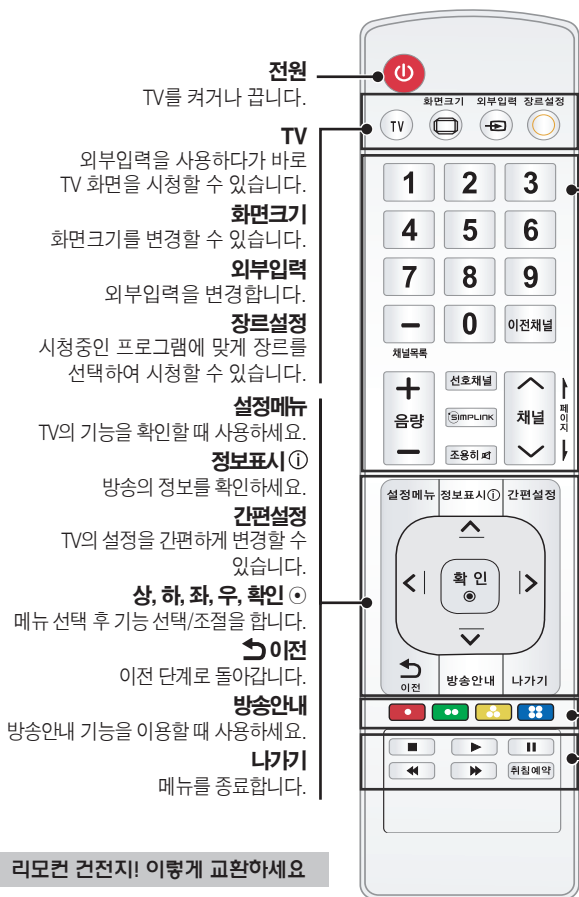 전원
TV를 켜거나 끕니다.
TV
외부입력을 사용하다가 바로
TV 화면을 시청할 수 있습니다.
화면크기
화면크기를 변경할 수 있습니다.
외부입력
외부입력을 변경합니다.
장르설정
시청중인 프로그램에 맞게 장르를
선택하여 시청할 수 있습니다.
설정메뉴
TV의 기능을 확인할 때 사용하세요.
정보표시 ⓘ
방송의 정보를 확인하세요.
간편설정
TV의 설정을 간편하게 변경할 수
있습니다.
상, 하, 좌, 우, 확인 ⊙
메뉴 선택 후 기능 선택/조절을 합니다.
이전
이전 단계로 돌아갑니다.
방송안내
방송안내 기능을 이용할 때 사용하세요.
나가기
메뉴를 종료합니다.
리모컨 건전지! 이렇게 교환하세요
화면크기 외부입력 장르설정
TV
1 2 3
4 5 6
7 8 9
- 0 이전채널
채널목록
+ 선호채널
음량 SIMPLINK 채널 페이지
- 조용히
설정메뉴 정보표시ⓘ 간편설정
확인
⊙
이전 방송안내 나가기
취침예약